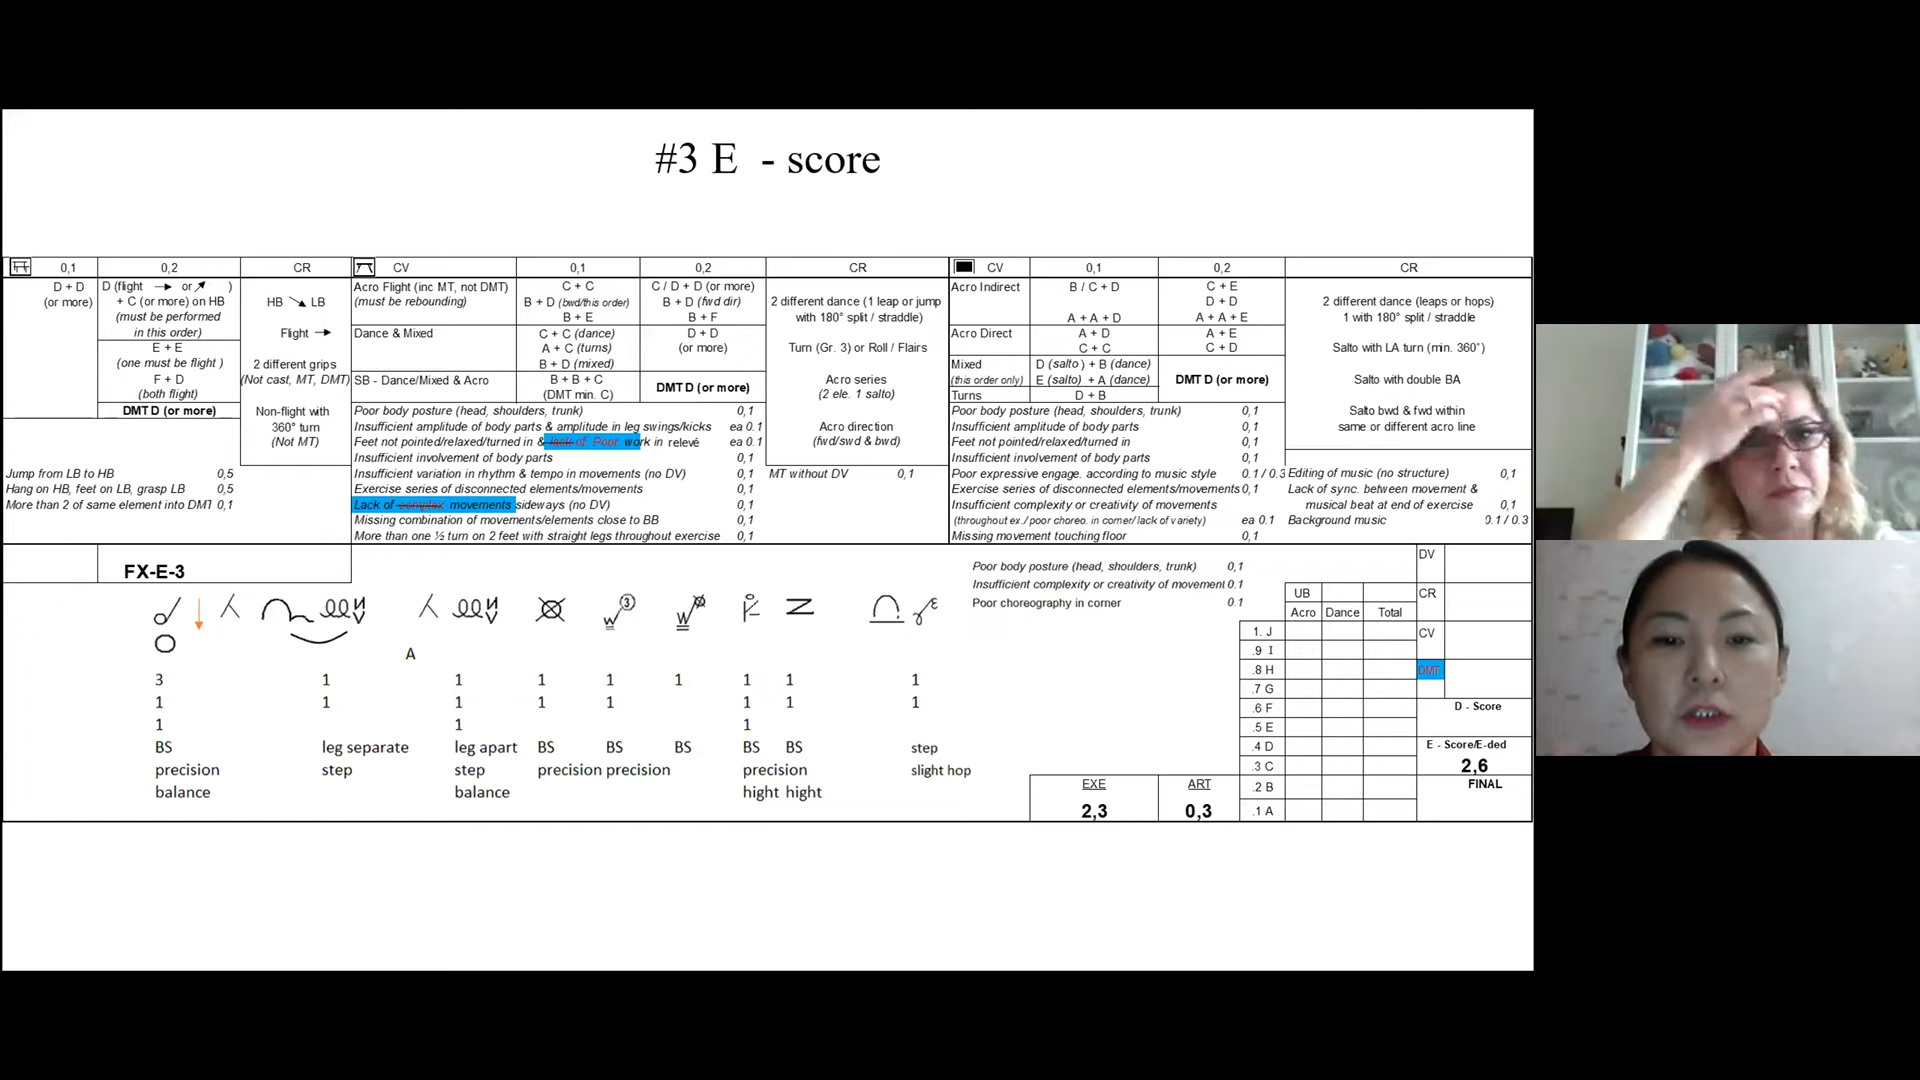 #3 E - score
0,1 0,2 CR
D + D
(or more)
D (flight → or ↗ )
+ C (or more) on HB
(must be performed
in this order)
E + E
(one must be flight )
F + D
(both flight)
DMT D (or more)
HB ↘ LB
Flight →
2 different grips
(Not cast, MT, DMT)
Non-flight with
360° turn
(Not MT)
Jump from LB to HB 0,5
Hang on HB, feet on LB, grasp LB 0,5
More than 2 of same element into DMT 0,1
CV 0,1 0,2 CR
Acro Flight (inc MT, not DMT)
(must be rebounding)
C + C
B + D (bwd/this order)
B + E
C / D + D (or more)
B + D (fwd dir)
B + F
Dance & Mixed
C + C (dance)
A + C (turns)
B + D (mixed)
D + D
(or more)
SB - Dance/Mixed & Acro
B + B + C
(DMT min. C)
DMT D (or more)
2 different dance (1 leap or jump
with 180° split / straddle)
Turn (Gr. 3) or Roll / Flairs
Acro series
(2 ele. 1 salto)
Acro direction
(fwd/swd & bwd)
Poor body posture (head, shoulders, trunk) 0,1
Insufficient amplitude of body parts & amplitude in leg swings/kicks ea 0.1
Feet not pointed/relaxed/turned in & lack of Poor work in relevé ea 0.1
Insufficient involvement of body parts 0,1
Insufficient variation in rhythm & tempo in movements (no DV) 0,1
Exercise series of disconnected elements/movements 0,1
Lack of complex movements sideways (no DV) 0,1
Missing combination of movements/elements close to BB 0,1
More than one ½ turn on 2 feet with straight legs throughout exercise 0,1
MT without DV 0,1
CV 0,1 0,2 CR
Acro Indirect
B / C + D
A + A + D
C + E
D + D
A + A + E
Acro Direct
A + D
C + C
A + E
C + D
Mixed
(this order only)
D (salto) + B (dance)
E (salto) + A (dance)
DMT D (or more)
Turns D + B
2 different dance (leaps or hops)
1 with 180° split / straddle
Salto with LA turn (min. 360°)
Salto with double BA
Salto bwd & fwd within
same or different acro line
Poor body posture (head, shoulders, trunk) 0,1
Insufficient amplitude of body parts 0,1
Feet not pointed/relaxed/turned in 0,1
Insufficient involvement of body parts 0,1
Poor expressive engage. according to music style 0.1 / 0.3
Exercise series of disconnected elements/movements 0,1
Insufficient complexity or creativity of movements
(throughout ex./ poor choreo. in corner/ lack of variety) ea 0.1
Missing movement touching floor 0,1
Editing of music (no structure) 0,1
Lack of sync. between movement &
musical beat at end of exercise 0,1
Background music 0.1 / 0.3
FX-E-3
A
3 1 1 1 1 1 1 1 1
1 1 1 1 1 1 1
1 1 1
BS leg separate leg apart BS BS BS BS BS step
precision step step precision precision precision slight hop
balance balance hight hight
Poor body posture (head, shoulders, trunk) 0,1
Insufficient complexity or creativity of movement 0.1
Poor choreography in corner 0.1
UB
Acro Dance Total
1. J
.9 I
.8 H
.7 G
.6 F
.5 E
.4 D
.3 C
.2 B
.1 A
DV
CR
CV
DMT
D - Score
E - Score/E-ded
2,6
FINAL
EXE
2,3
ART
0,3